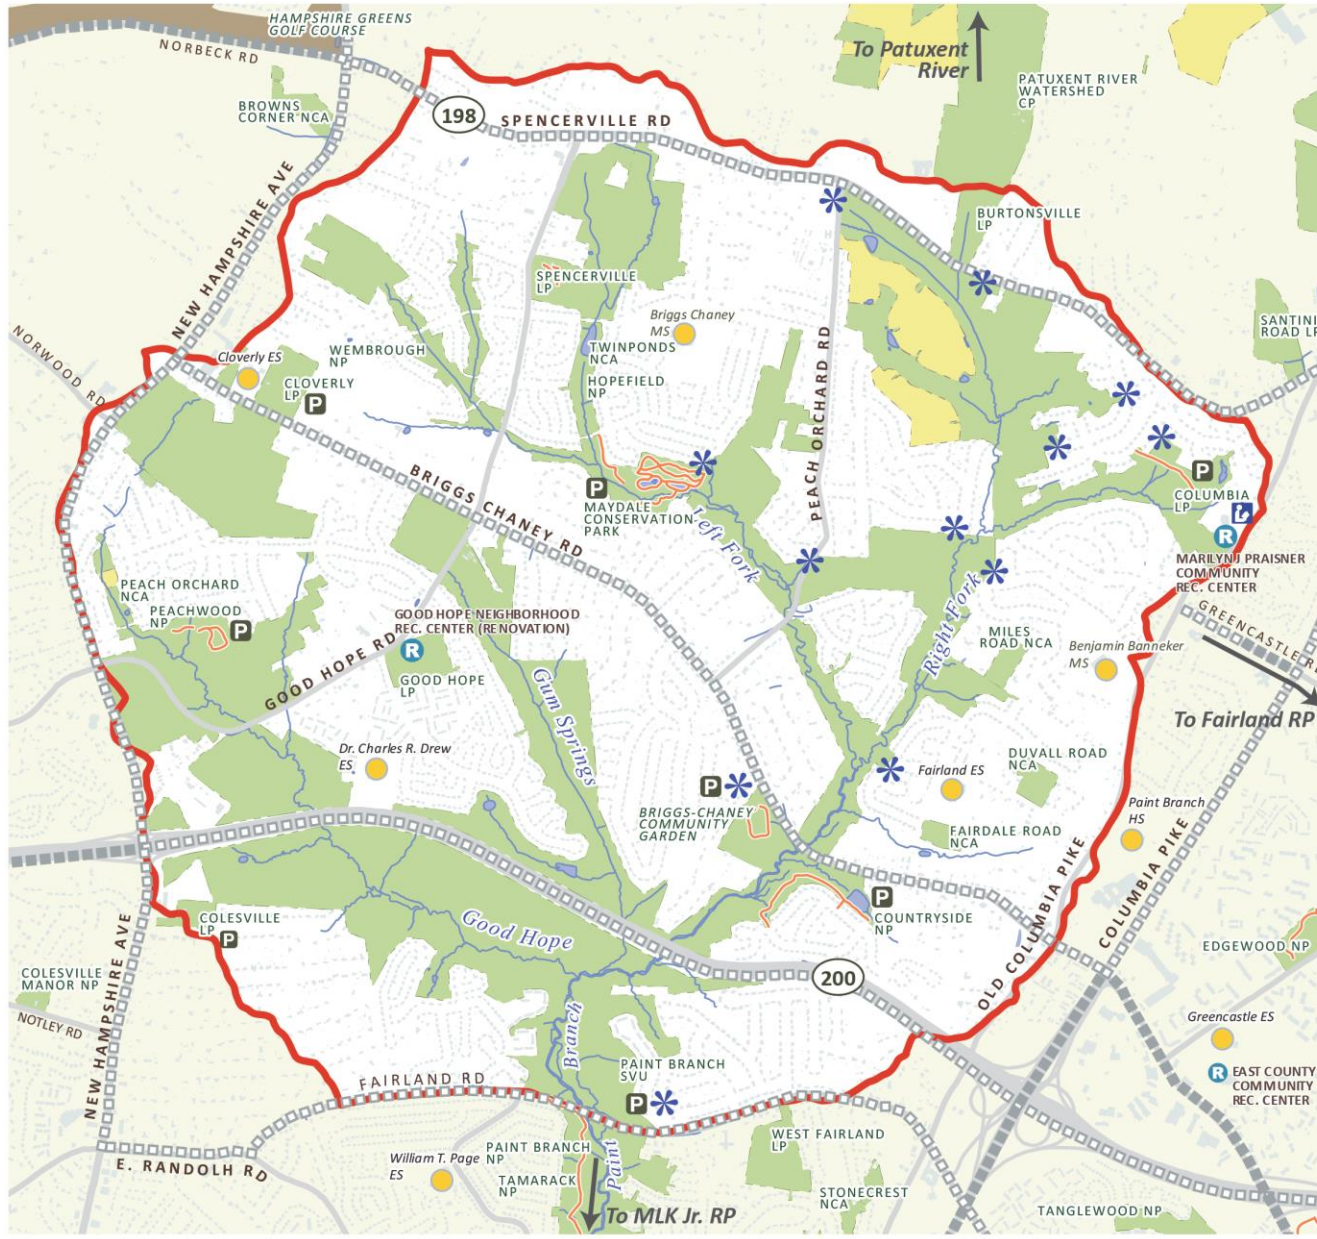 HAMPSHIRE GREENS
GOLF COURSE
NORBECK RD
To Patuxent
River
PATUXENT RIVER
WATERSHED
CP
BROWNS
CORNER NCA
198
SPENCERVILLE RD
NEW HAMPSHIRE AVE
BURTONSVILLE
LP
SPENCERVILLE
LP
SANTINI
ROAD LP
Briggs Chaney
MS
NORWOOD RD
Cloverly ES
WEMBROUGH
NP
TWINPONDS
NCA
CLOVERLY
LP
P
HOPEFIELD
NP
PEACH ORCHARD RD
BRIGGS CHANEY RD
P
MAYDALE
CONSERVATION
PARK
Left Fork
P
COLUMBIA
LP
R
MARILYN J PRAISNER
COMMUNITY
REC. CENTER
PEACH ORCHARD
NCA
PEACHWOOD
NP
P
GOOD HOPE NEIGHBORHOOD
REC. CENTER (RENOVATION)
R
GOOD HOPE
LP
GOOD HOPE RD
Gum Springs
Right Fork
MILES
ROAD NCA
Benjamin Banneker
MS
GREENCASTLE RD
To Fairland RP
Dr. Charles R. Drew
ES
P
BRIGGS-CHANEY
COMMUNITY
GARDEN
Fairland ES
DUVALL ROAD
NCA
FAIRDALE ROAD
NCA
Paint Branch
HS
COLUMBIA PIKE
OLD COLUMBIA PIKE
P
COUNTRYSIDE
NP
COLESVILLE
LP
P
Good Hope
EDGEWOOD NP
COLESVILLE
MANOR NP
NOTLEY RD
NEW HAMPSHIRE AVE
200
Branch
Greencastle ES
PAINT BRANCH
SVU
P
R
EAST COUNTY
COMMUNITY
REC. CENTER
FAIRLAND RD
E. RANDOLH RD
William T. Page
ES
PAINT BRANCH
NP
TAMARACK
NP
Paint
To MLK Jr. RP
WEST FAIRLAND
LP
STONECREST
NCA
TANGLEWOOD NP